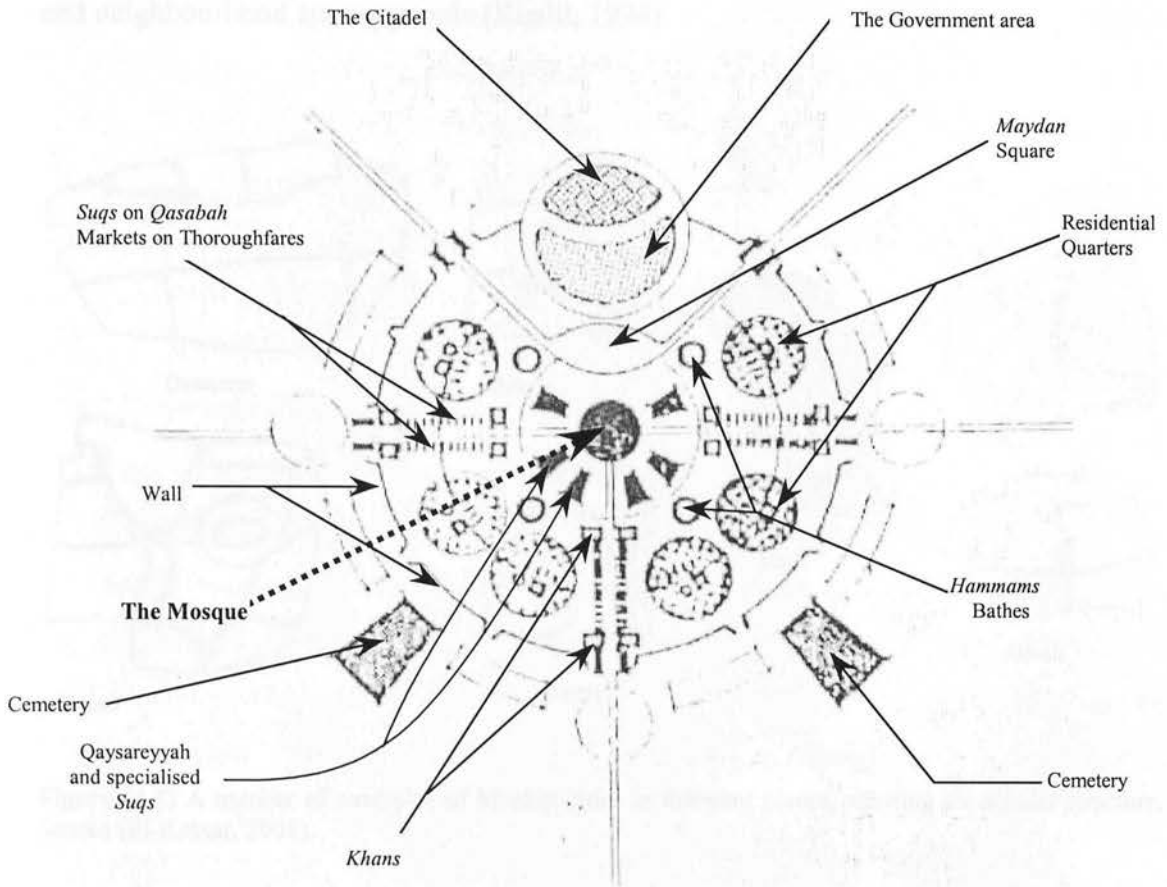 The Citadel
The Government area
Maydan
Square
Suqs on Qasabah
Markets on Thoroughfares
Residential
Quarters
Wall
The Mosque
Hammams
Bathes
Cemetery
Qaysareyyah
and specialised
Suqs
Cemetery
Khans